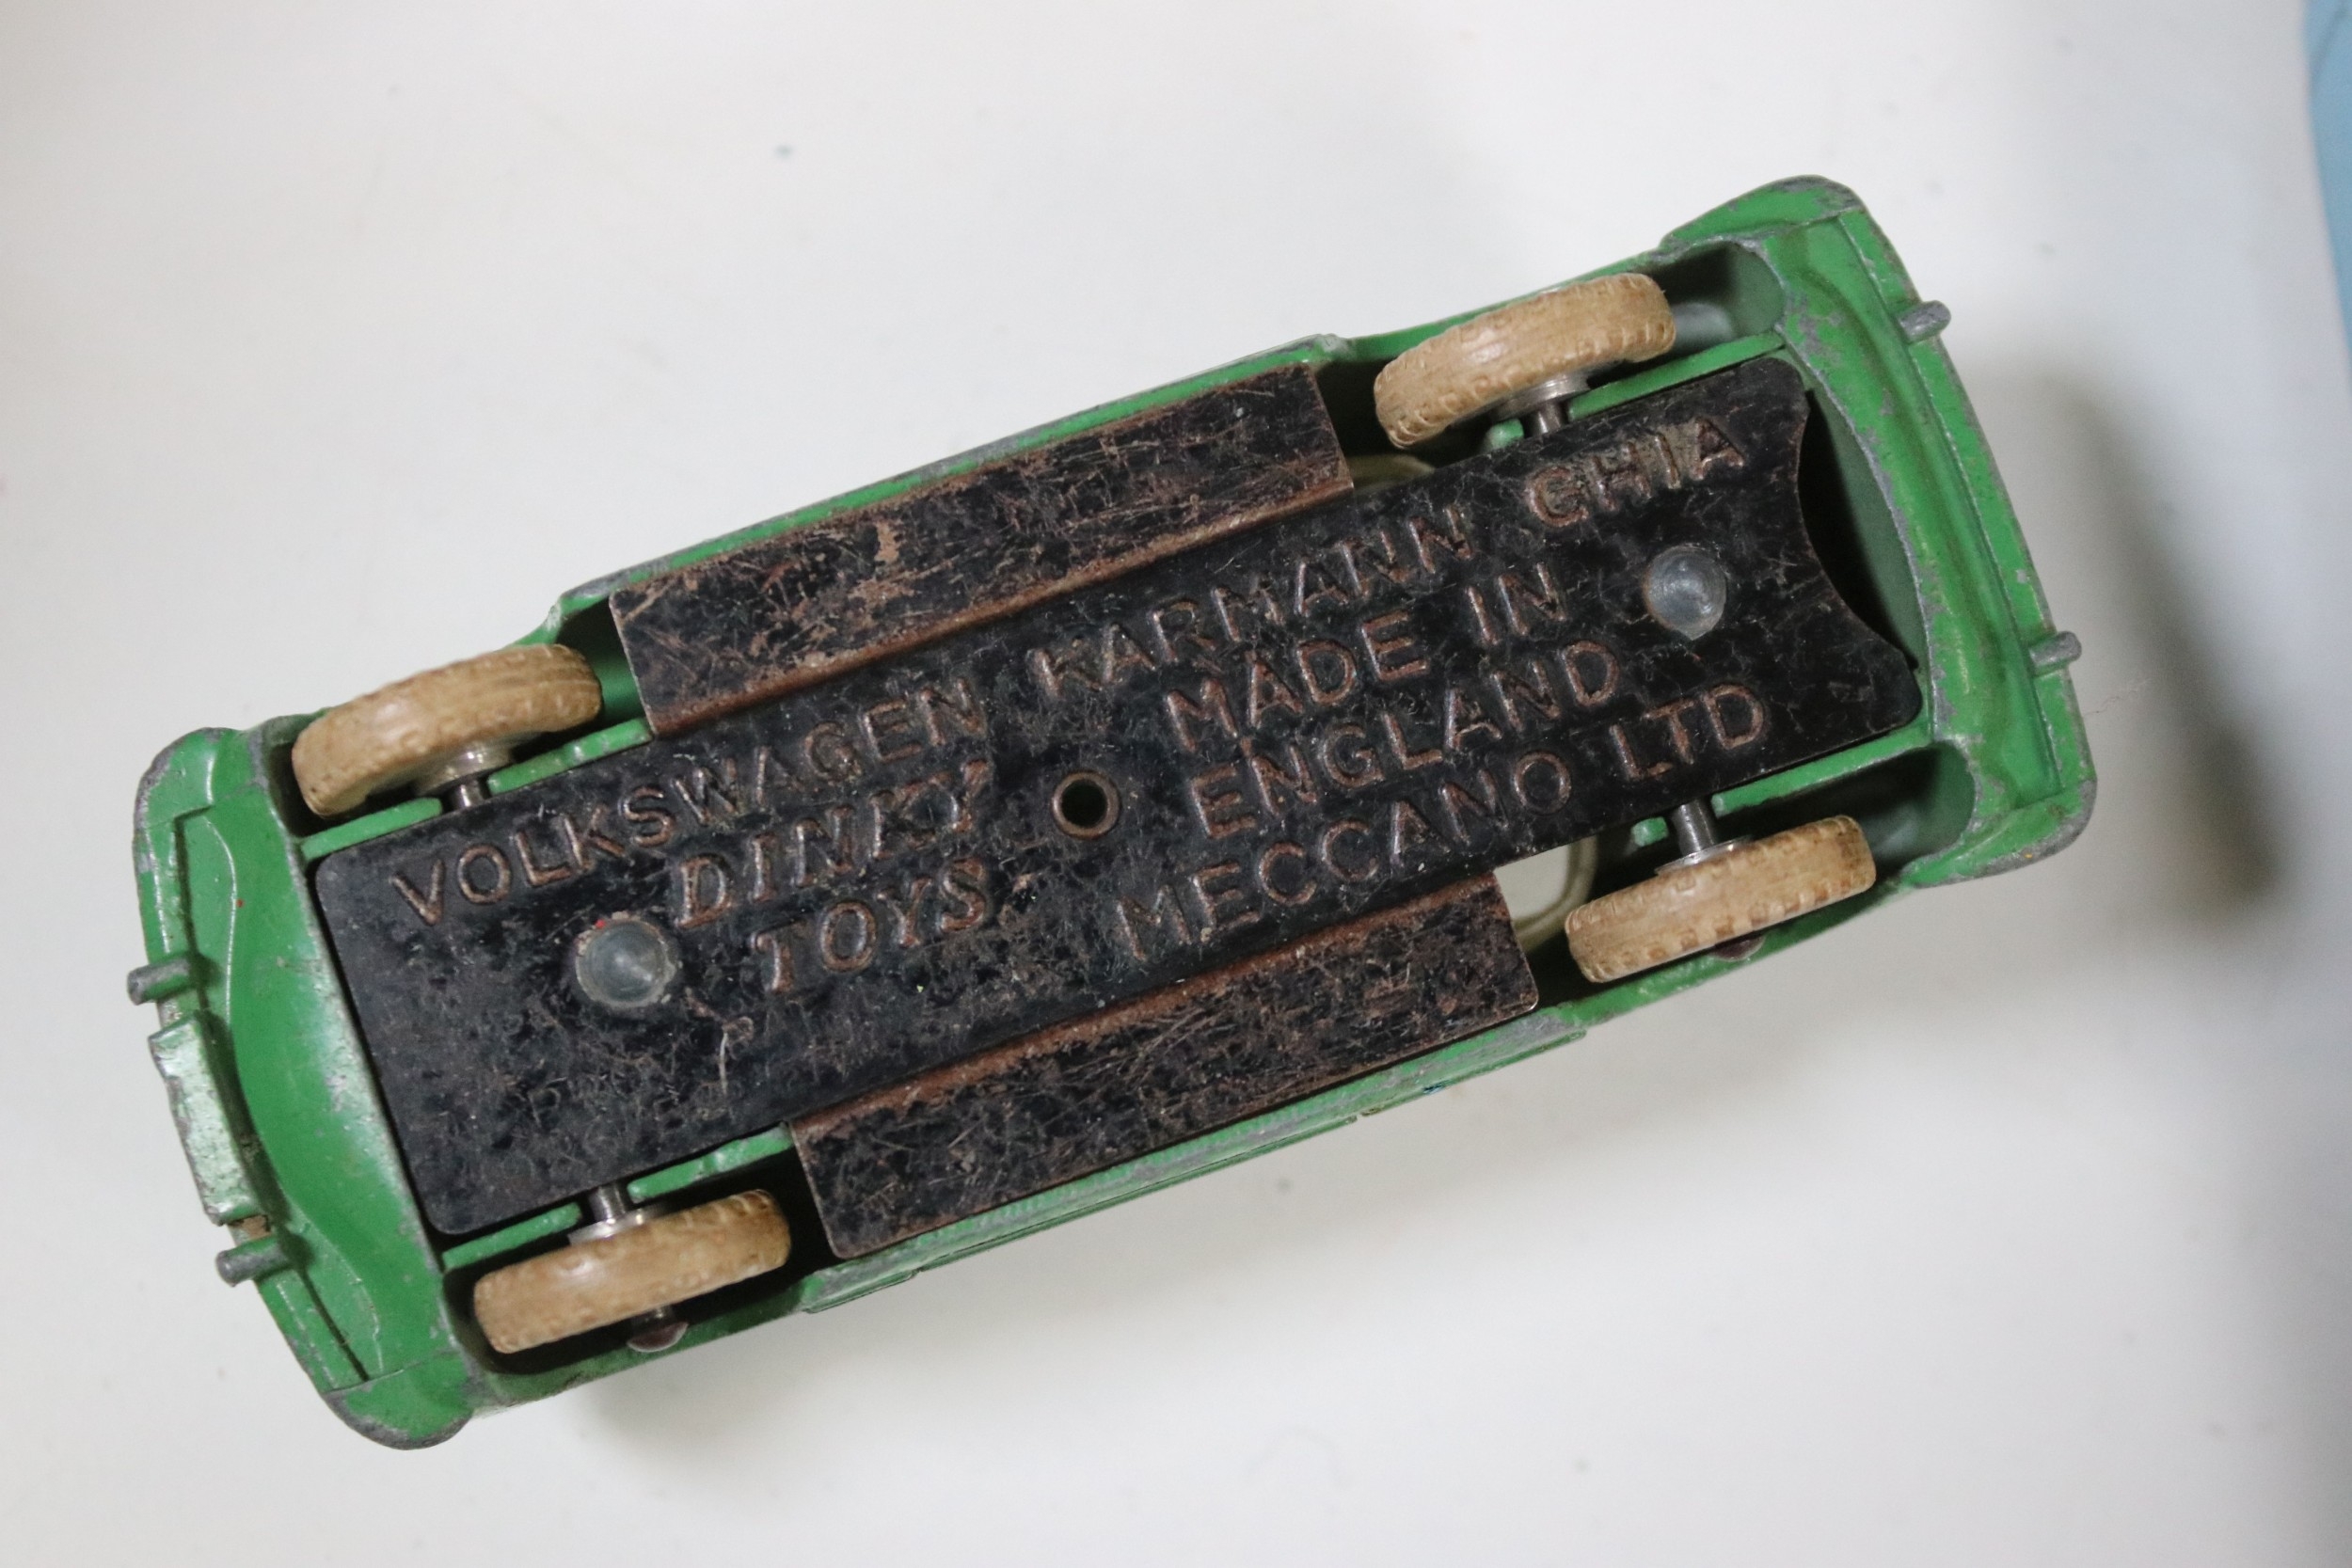 VOLKSWAGEN KARMANN GHIA
DINKY
TOYS
MADE IN
ENGLAND
MECCANO LTD